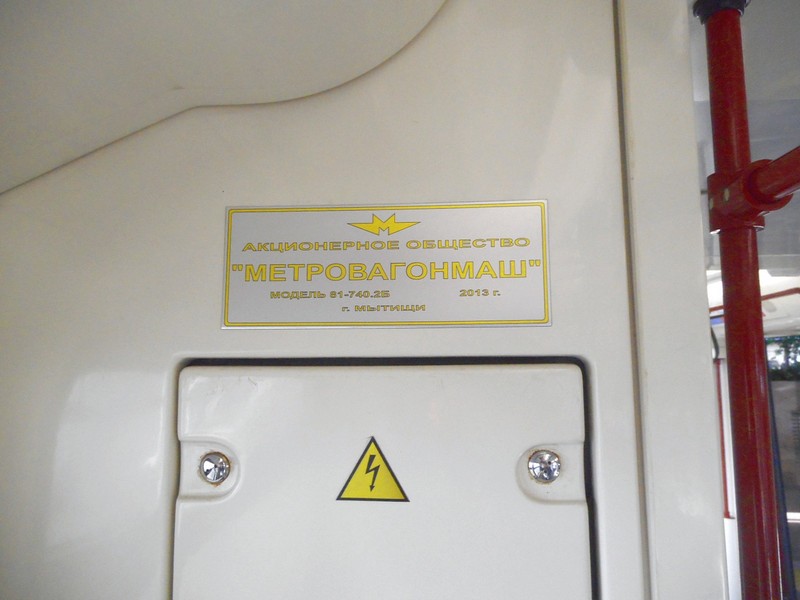 М
АКЦИОНЕРНОЕ ОБЩЕСТВО
"МЕТРОВАГОНМАШ"
МОДЕЛЬ 81-740.2Б 2013 г.
г. МЫТИЩИ